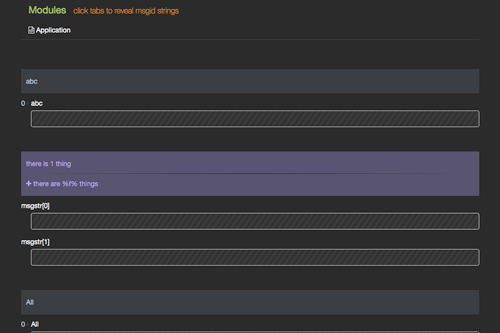 Modules click tabs to reveal msgid strings
Application
abc
0 abc
there is 1 thing
+ there are %f% things
msgstr[0]
msgstr[1]
All
0 All